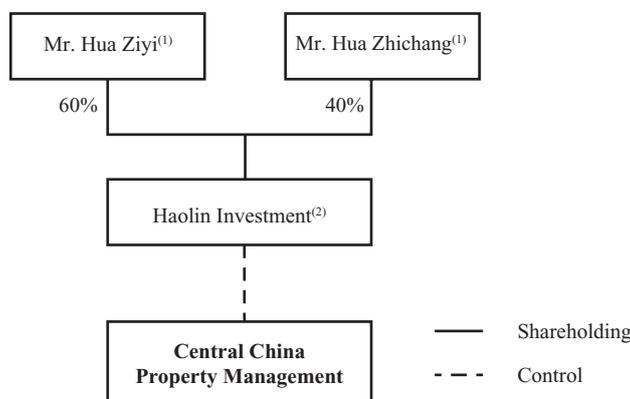 Mr. Hua Ziyi(1)
Mr. Hua Zhichang(1)
60%
40%
Haolin Investment(2)
Central China
Property Management
Shareholding
Control